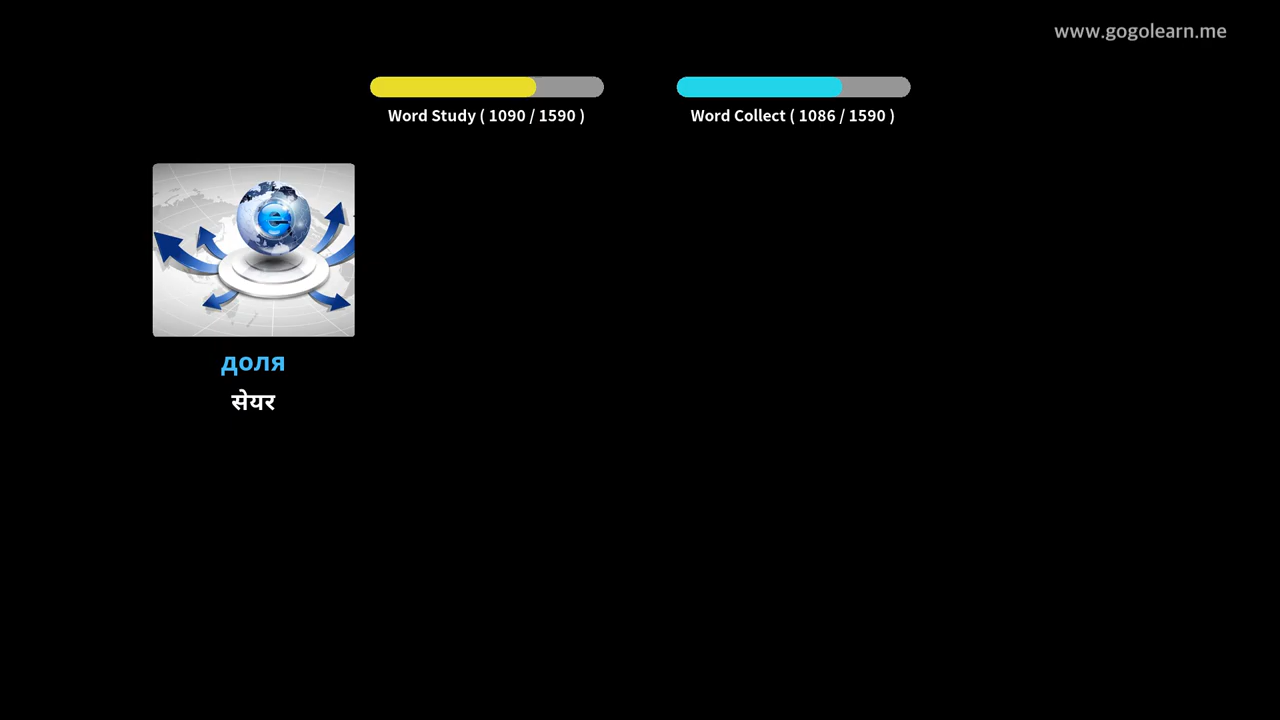 www.gogolearn.me
Word Study ( 1090 / 1590 )
Word Collect ( 1086 / 1590 )
e
доля
सेयर